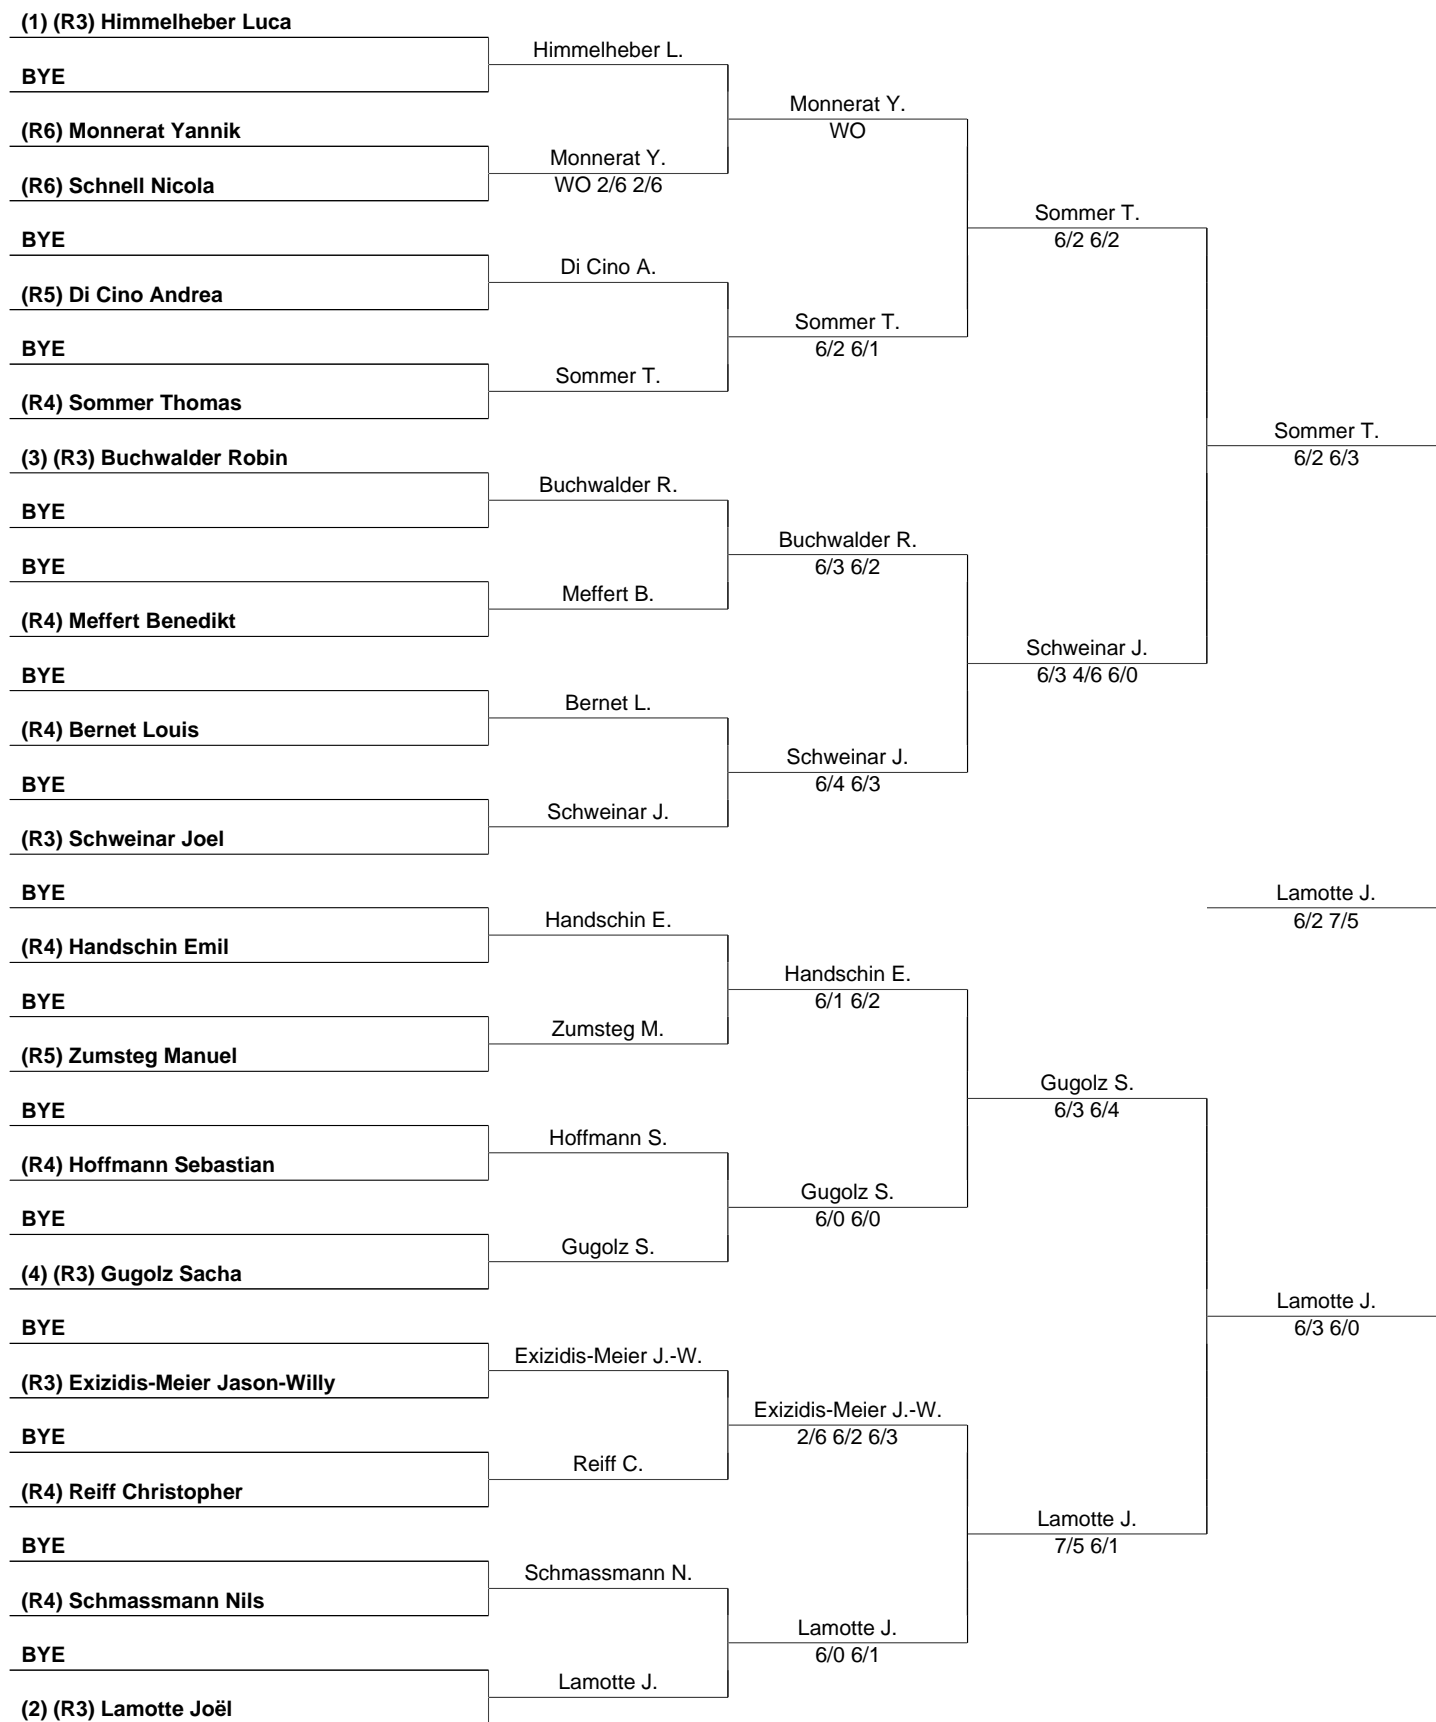 (1) (R3) Himmelheber Luca
Himmelheber L.
BYE
Monnerat Y.
WO
(R6) Monnerat Yannik
Monnerat Y.
WO 2/6 2/6
(R6) Schnell Nicola
Sommer T.
6/2 6/2
BYE
Di Cino A.
(R5) Di Cino Andrea
Sommer T.
6/2 6/1
BYE
Sommer T.
(R4) Sommer Thomas
Sommer T.
6/2 6/3
(3) (R3) Buchwalder Robin
Buchwalder R.
BYE
Buchwalder R.
6/3 6/2
BYE
Meffert B.
(R4) Meffert Benedikt
Schweinar J.
6/3 4/6 6/0
BYE
Bernet L.
(R4) Bernet Louis
Schweinar J.
6/4 6/3
BYE
Schweinar J.
(R3) Schweinar Joel
BYE
Lamotte J.
6/2 7/5
Handschin E.
(R4) Handschin Emil
Handschin E.
6/1 6/2
BYE
Zumsteg M.
(R5) Zumsteg Manuel
Gugolz S.
6/3 6/4
BYE
Hoffmann S.
(R4) Hoffmann Sebastian
Gugolz S.
6/0 6/0
BYE
Gugolz S.
(4) (R3) Gugolz Sacha
Lamotte J.
6/3 6/0
BYE
Exizidis-Meier J.-W.
(R3) Exizidis-Meier Jason-Willy
Exizidis-Meier J.-W.
2/6 6/2 6/3
BYE
Reiff C.
(R4) Reiff Christopher
Lamotte J.
7/5 6/1
BYE
Schmassmann N.
(R4) Schmassmann Nils
Lamotte J.
6/0 6/1
BYE
Lamotte J.
(2) (R3) Lamotte Joël